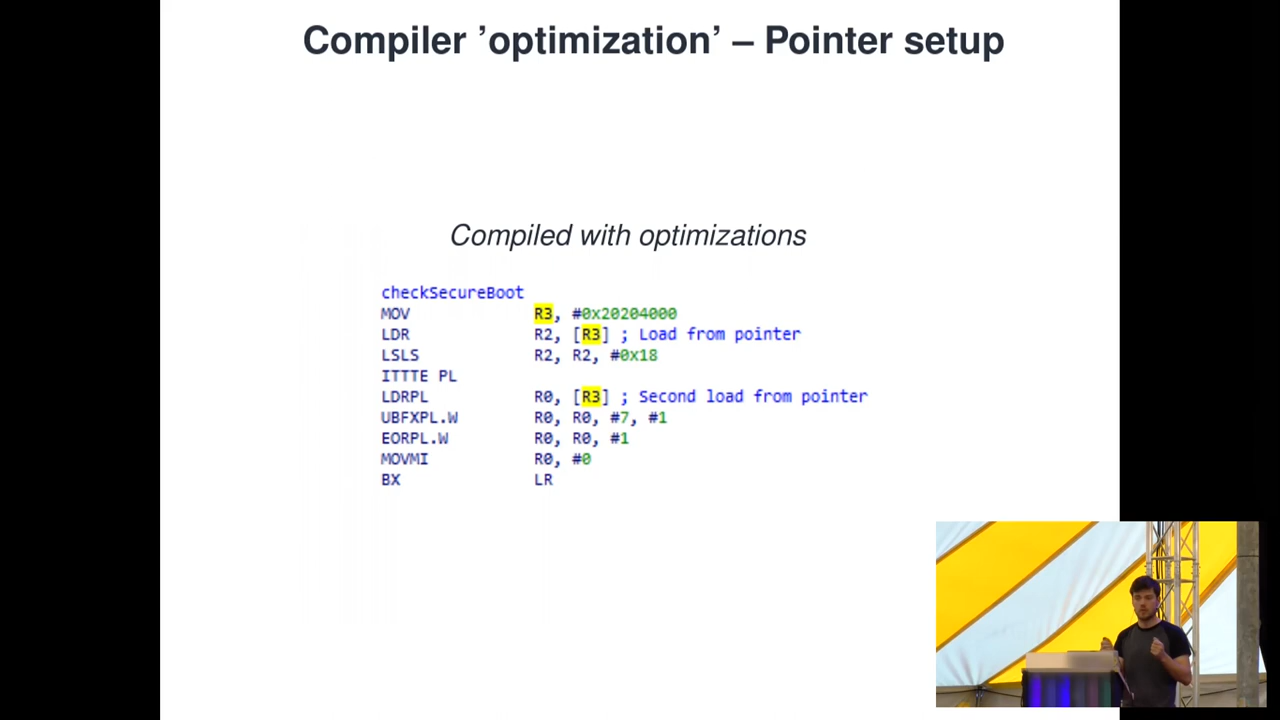 Compiler ’optimization’ – Pointer setup
Compiled with optimizations
checkSecureBoot
MOV R3, #0x20204000
LDR R2, [R3] ; Load from pointer
LSLS R2, R2, #0x18
ITTTE PL
LDRPL R0, [R3] ; Second load from pointer
UBFXPL.W R0, R0, #7, #1
EORPL.W R0, R0, #1
MOVMI R0, #0
BX LR